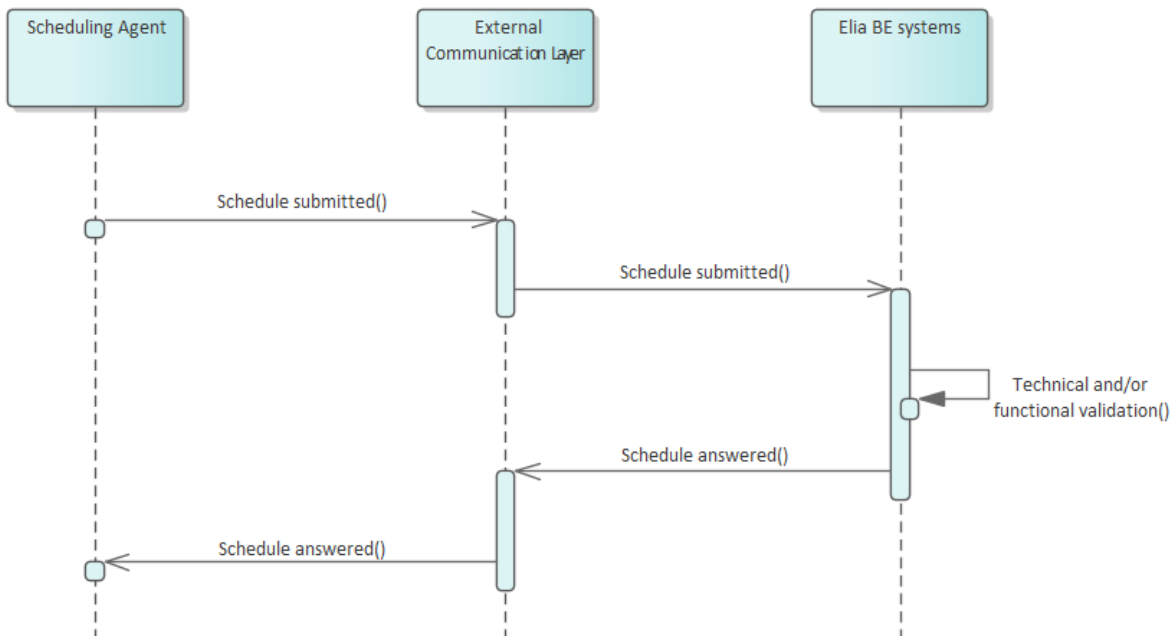 Scheduling Agent
External
Communication Layer
Elia BE systems
Schedule submitted()
Schedule submitted()
Technical and/or
functional validation()
Schedule answered()
Schedule answered()